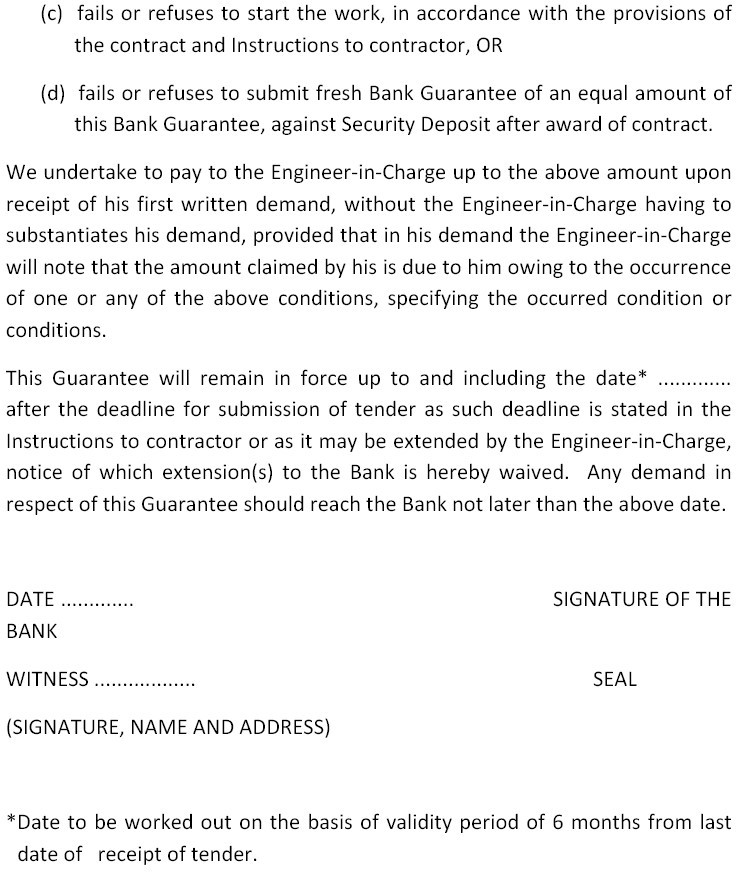 (c) fails or refuses to start the work, in accordance with the provisions of
the contract and Instructions to contractor, OR
(d) fails or refuses to submit fresh Bank Guarantee of an equal amount of
this Bank Guarantee, against Security Deposit after award of contract.
We undertake to pay to the Engineer-in-Charge up to the above amount upon
receipt of his first written demand, without the Engineer-in-Charge having to
substantiates his demand, provided that in his demand the Engineer-in-Charge
will note that the amount claimed by his is due to him owing to the occurrence
of one or any of the above conditions, specifying the occurred condition or
conditions.
This Guarantee will remain in force up to and including the date* .............
after the deadline for submission of tender as such deadline is stated in the
Instructions to contractor or as it may be extended by the Engineer-in-Charge,
notice of which extension(s) to the Bank is hereby waived. Any demand in
respect of this Guarantee should reach the Bank not later than the above date.
DATE ............. SIGNATURE OF THE
BANK
WITNESS .................. SEAL
(SIGNATURE, NAME AND ADDRESS)
*Date to be worked out on the basis of validity period of 6 months from last
date of receipt of tender.